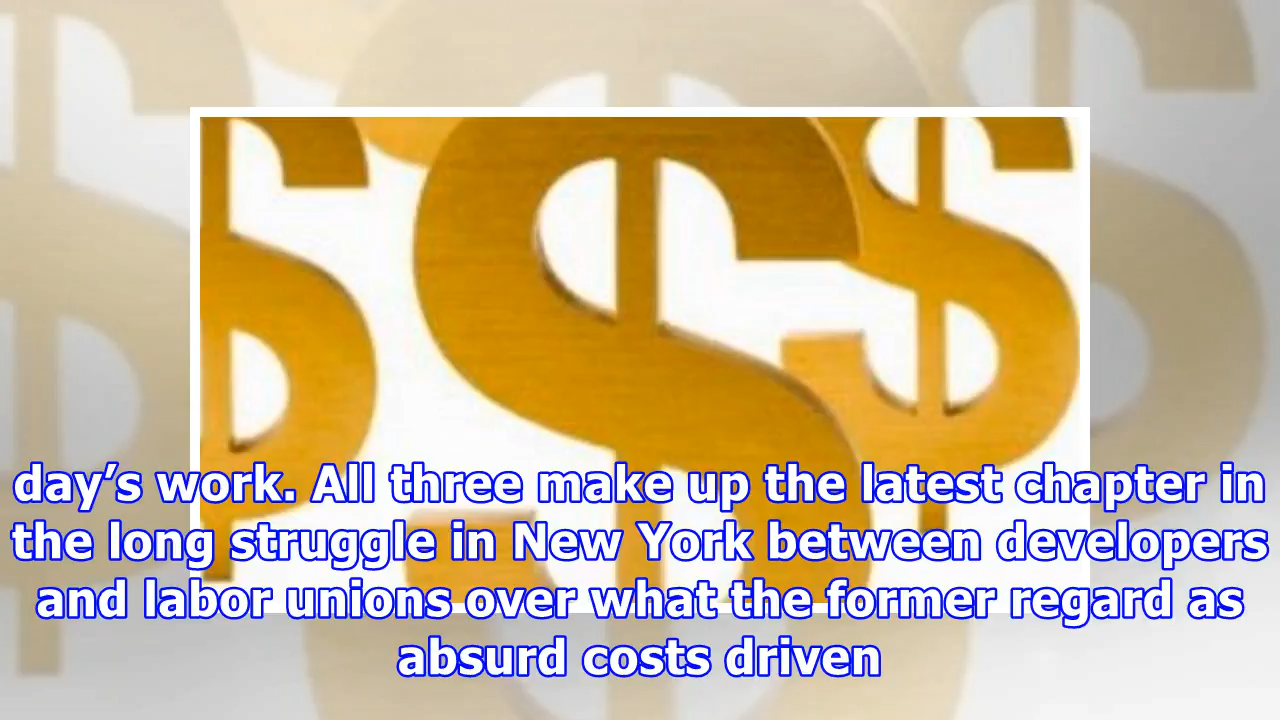 day’s work. All three make up the latest chapter in
the long struggle in New York between developers
and labor unions over what the former regard as
absurd costs driven